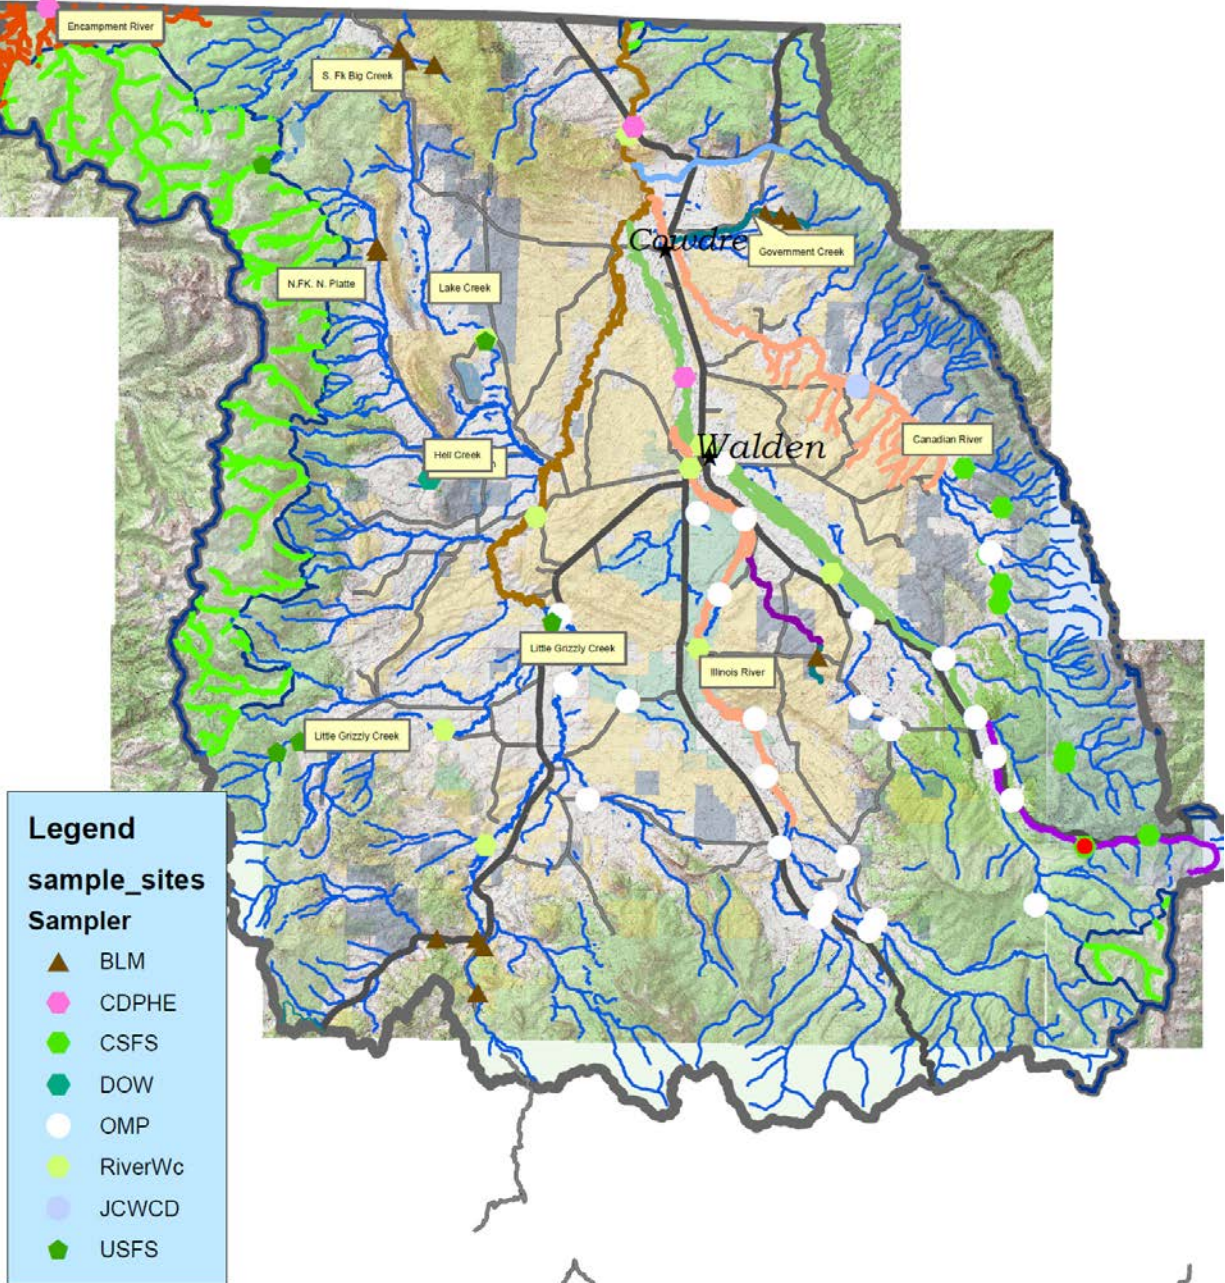 Encampment River
S. Fk Big Creek
Cowdre
Government Creek
N.FK. N. Platte
Lake Creek
Walden
Canadian River
Hell Creek
Little Grizzly Creek
Illinois River
Little Grizzly Creek
Legend
sample_sites
Sampler
BLM
CDPHE
CSFS
DOW
OMP
RiverWc
JCWCD
USFS